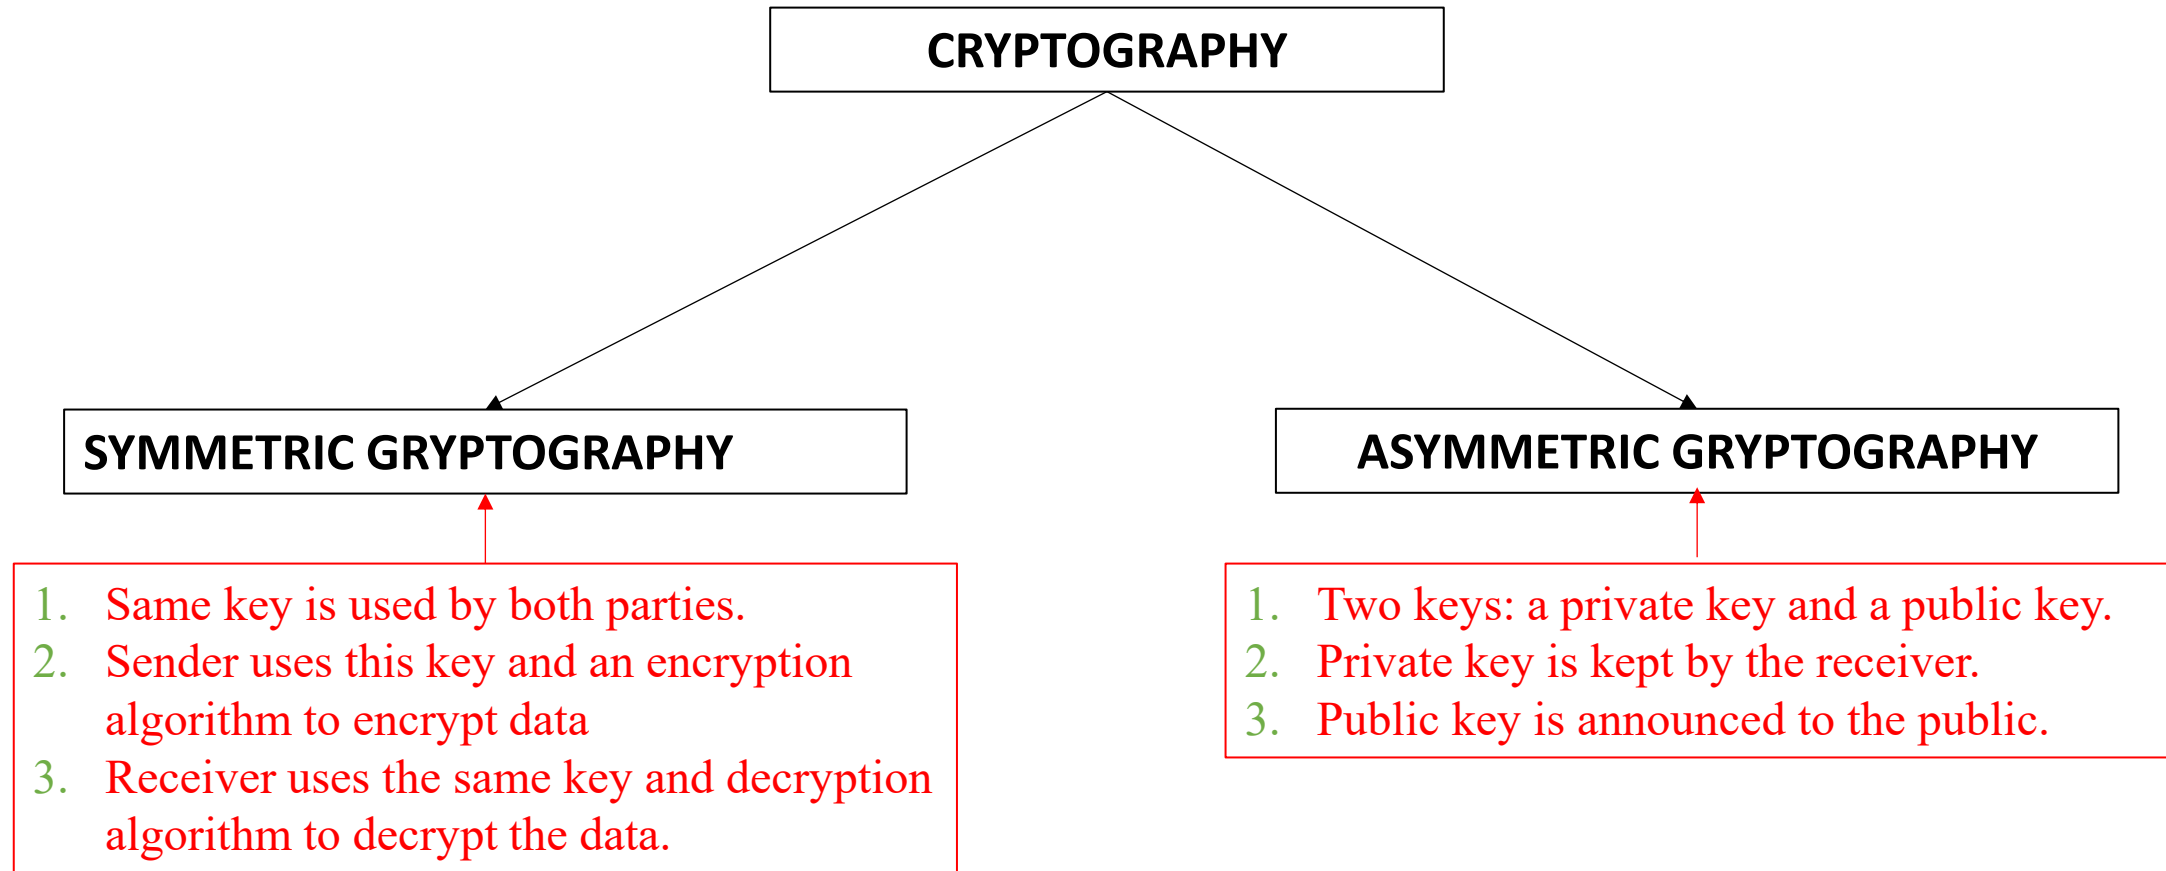 CRYPTOGRAPHY
SYMMETRIC GRYPTOGRAPHY
ASYMMETRIC GRYPTOGRAPHY
1. Same key is used by both parties.
2. Sender uses this key and an encryption
algorithm to encrypt data
3. Receiver uses the same key and decryption
algorithm to decrypt the data.
1. Two keys: a private key and a public key.
2. Private key is kept by the receiver.
3. Public key is announced to the public.